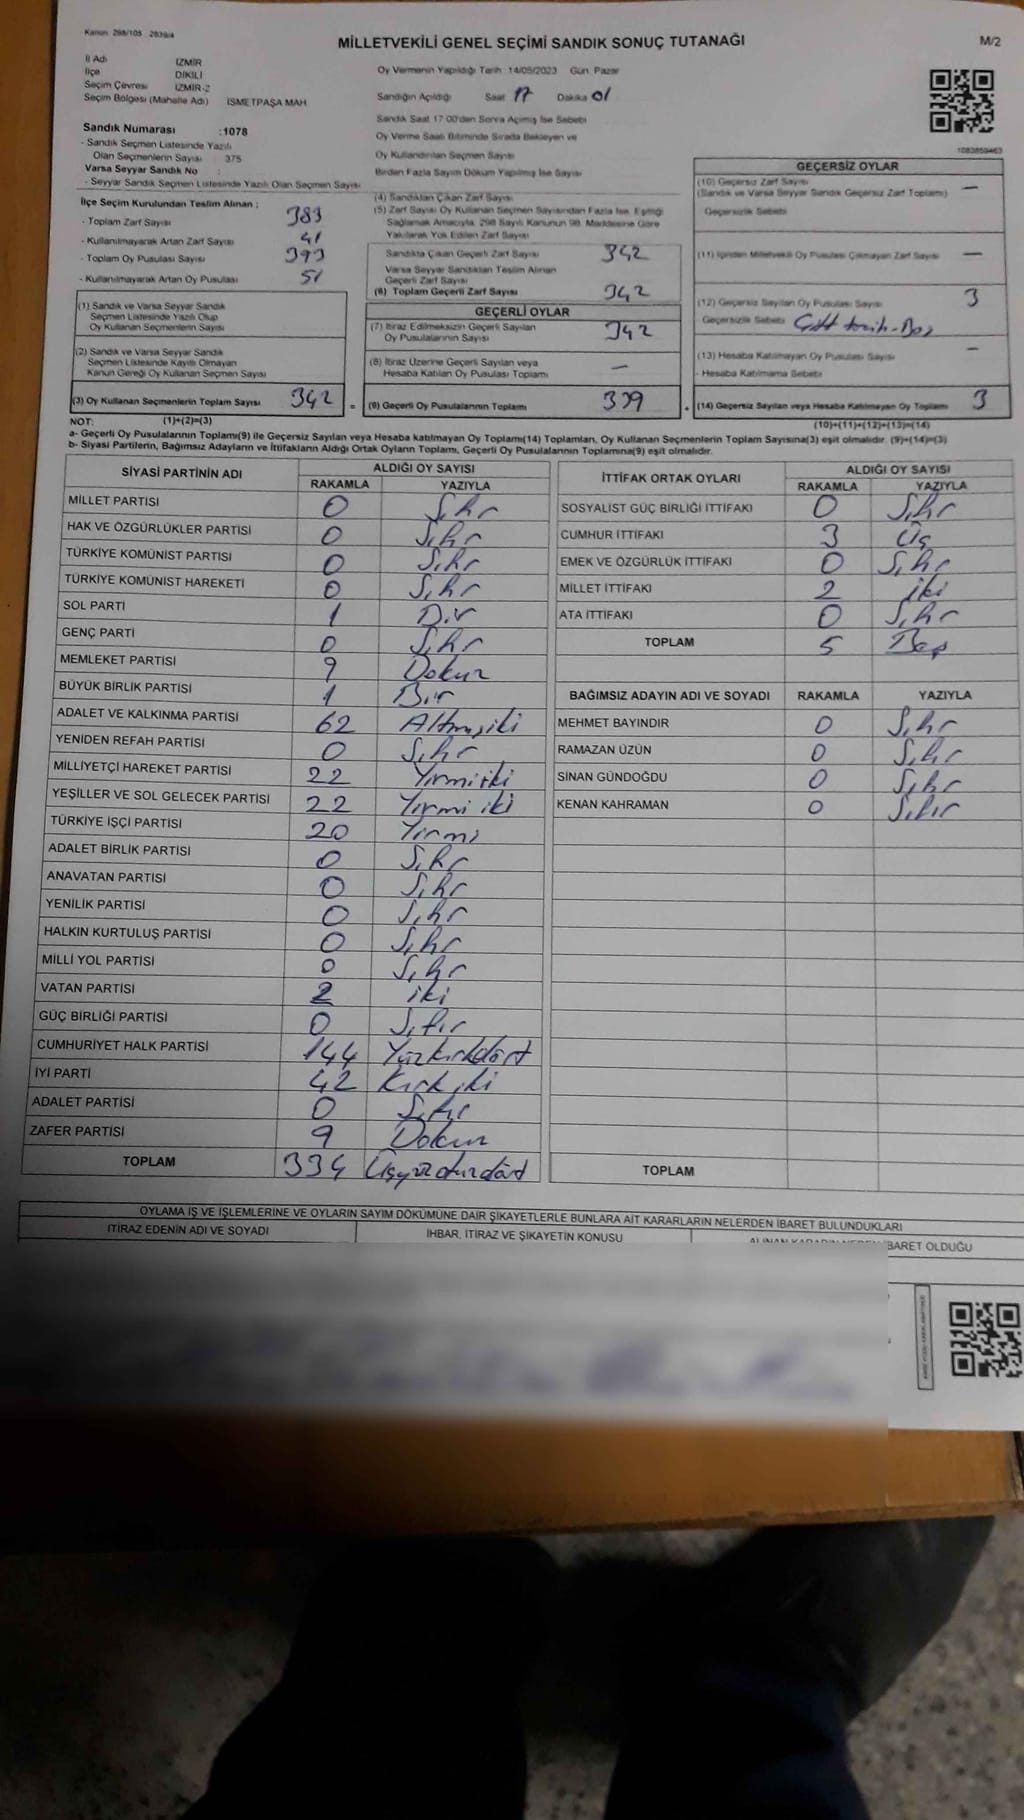 Kanun 298/105 2839/4
MİLLETVEKİLİ GENEL SEÇİMİ SANDIK SONUÇ TUTANAĞI
M/2
İl Adı İZMİR
İlçe DİKİLİ
Seçim Çevresi İZMİR-2
Seçim Bölgesi (Mahalle Adı) İSMETPAŞA MAH
Sandık Numarası :1078
- Sandık Seçmen Listesinde Yazılı
Olan Seçmenlerin Sayısı 375
Varsa Seyyar Sandık No :
- Seyyar Sandık Seçmen Listesinde Yazılı Olan Seçmen Sayısı
İlçe Seçim Kurulundan Teslim Alınan :
- Toplam Zarf Sayısı 383
- Kullanılmayarak Artan Zarf Sayısı 41
- Toplam Oy Pusulası Sayısı 393
- Kullanılmayarak Artan Oy Pusulası 51
(1) Sandık ve Varsa Seyyar Sandık
Seçmen Listesinde Yazılı Olup
Oy Kullanan Seçmenlerin Sayısı
(2) Sandık ve Varsa Seyyar Sandık
Seçmen Listesinde Kayıtlı Olmayan
Kanun Gereği Oy Kullanan Seçmen Sayısı
(3) Oy Kullanan Seçmenlerin Toplam Sayısı 342 =
Oy Vermenin Yapıldığı Tarih 14/05/2023 Gün Pazar
Sandığın Açıldığı Saat 17 Dakika 01
Sandık Saat 17:00'den Sonra Açılmış İse Sebebi
Oy Verme Saati Bitiminde Sırada Bekleyen ve
Oy Kullandırılan Seçmen Sayısı
Birden Fazla Sayım Döküm Yapılmış İse Sayısı
(4) Sandıktan Çıkan Zarf Sayısı
(5) Zarf Sayısı Oy Kullanan Seçmen Sayısından Fazla İse, Eşitliği
Sağlamak Amacıyla, 298 Sayılı Kanunun 98. Maddesine Göre
Yakılarak Yok Edilen Zarf Sayısı
Sandıkta Çıkan Geçerli Zarf Sayısı 342
Varsa Seyyar Sandıktan Teslim Alınan
Geçerli Zarf Sayısı
(6) Toplam Geçerli Zarf Sayısı 342
GEÇERLİ OYLAR
(7) İtiraz Edilmeksizin Geçerli Sayılan
Oy Pusulalarının Sayısı 342
(8) İtiraz Üzerine Geçerli Sayılan veya
Hesaba Katılan Oy Pusulası Toplamı —
(9) Geçerli Oy Pusulalarının Toplamı 339 +
1083859463
GEÇERSİZ OYLAR
(10) Geçersiz Zarf Sayısı —
(Sandık ve Varsa Seyyar Sandık Geçersiz Zarf Toplamı)
Geçersizlik Sebebi
(11) İçinden Milletvekili Oy Pusulası Çıkmayan Zarf Sayısı —
(12) Geçersiz Sayılan Oy Pusulası Sayısı 3
Geçersizlik Sebebi Çift tercih-Boş
(13) Hesaba Katılmayan Oy Pusulası Sayısı —
- Hesaba Katılmama Sebebi
(14) Geçersiz Sayılan veya Hesaba Katılmayan Oy Toplamı 3
NOT: (1)+(2)=(3)
(10)+(11)+(12)+(13)=(14)
a- Geçerli Oy Pusulalarının Toplamı(9) ile Geçersiz Sayılan veya Hesaba katılmayan Oy Toplamı(14) Toplamları, Oy Kullanan Seçmenlerin Toplam Sayısına(3) eşit olmalıdır. (9)+(14)=(3)
b- Siyasi Partilerin, Bağımsız Adayların ve İttifakların Aldığı Oyların Toplamı, Geçerli Oy Pusulalarının Toplamına(9) eşit olmalıdır.
SİYASİ PARTİNİN ADI ALDIĞI OY SAYISI
RAKAMLA YAZIYLA
MİLLET PARTİSİ 0 Sıfır
HAK VE ÖZGÜRLÜKLER PARTİSİ 0 Sıfır
TÜRKİYE KOMÜNİST PARTİSİ 0 Sıfır
TÜRKİYE KOMÜNİST HAREKETİ 0 Sıfır
SOL PARTİ 1 Bir
GENÇ PARTİ 0 Sıfır
MEMLEKET PARTİSİ 9 Dokuz
BÜYÜK BİRLİK PARTİSİ 1 Bir
ADALET VE KALKINMA PARTİSİ 62 Altmışiki
YENİDEN REFAH PARTİSİ 0 Sıfır
MİLLİYETÇİ HAREKET PARTİSİ 22 Yirmiiki
YEŞİLLER VE SOL GELECEK PARTİSİ 22 Yirmi iki
TÜRKİYE İŞÇİ PARTİSİ 20 Yirmi
ADALET BİRLİK PARTİSİ 0 Sıfır
ANAVATAN PARTİSİ 0 Sıfır
YENİLİK PARTİSİ 0 Sıfır
HALKIN KURTULUŞ PARTİSİ 0 Sıfır
MİLLİ YOL PARTİSİ 0 Sıfır
VATAN PARTİSİ 2 iki
GÜÇ BİRLİĞİ PARTİSİ 0 Sıfır
CUMHURİYET HALK PARTİSİ 144 Yüzkırkdört
İYİ PARTİ 42 Kırkiki
ADALET PARTİSİ 0 Sıfır
ZAFER PARTİSİ 9 Dokuz
TOPLAM 334 Üçyüzotuzdört
İTTİFAK ORTAK OYLARI ALDIĞI OY SAYISI
RAKAMLA YAZIYLA
SOSYALİST GÜÇ BİRLİĞİ İTTİFAKI 0 Sıfır
CUMHUR İTTİFAKI 3 Üç
EMEK VE ÖZGÜRLÜK İTTİFAKI 0 Sıfır
MİLLET İTTİFAKI 2 iki
ATA İTTİFAKI 0 Sıfır
TOPLAM 5 Beş
BAĞIMSIZ ADAYIN ADI VE SOYADI RAKAMLA YAZIYLA
MEHMET BAYINDIR 0 Sıfır
RAMAZAN ÜZÜN 0 Sıfır
SİNAN GÜNDOĞDU 0 Sıfır
KENAN KAHRAMAN 0 Sıfır
TOPLAM
OYLAMA İŞ VE İŞLEMLERİNE VE OYLARIN SAYIM DÖKÜMÜNE DAİR ŞİKAYETLERLE BUNLARA AİT KARARLARIN NELERDEN İBARET BULUNDUKLARI
İTİRAZ EDENİN ADI VE SOYADI İHBAR, İTİRAZ VE ŞİKAYETİN KONUSU ALINAN KARARIN NEDEN İBARET OLDUĞU